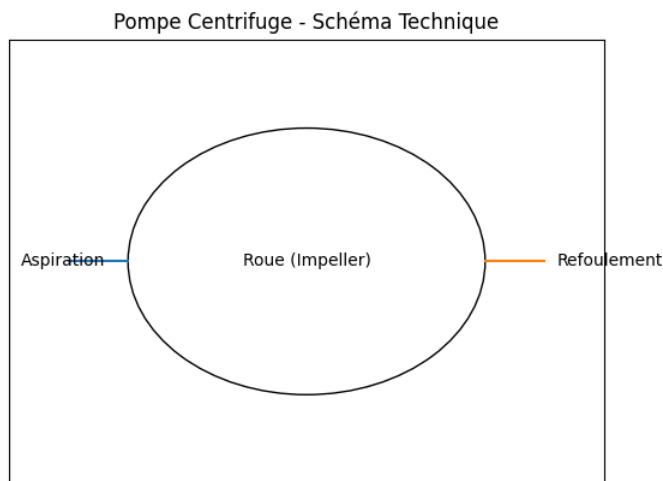 Pompe Centrifuge - Schéma Technique
Aspiration
Roue (Impeller)
Refoulement